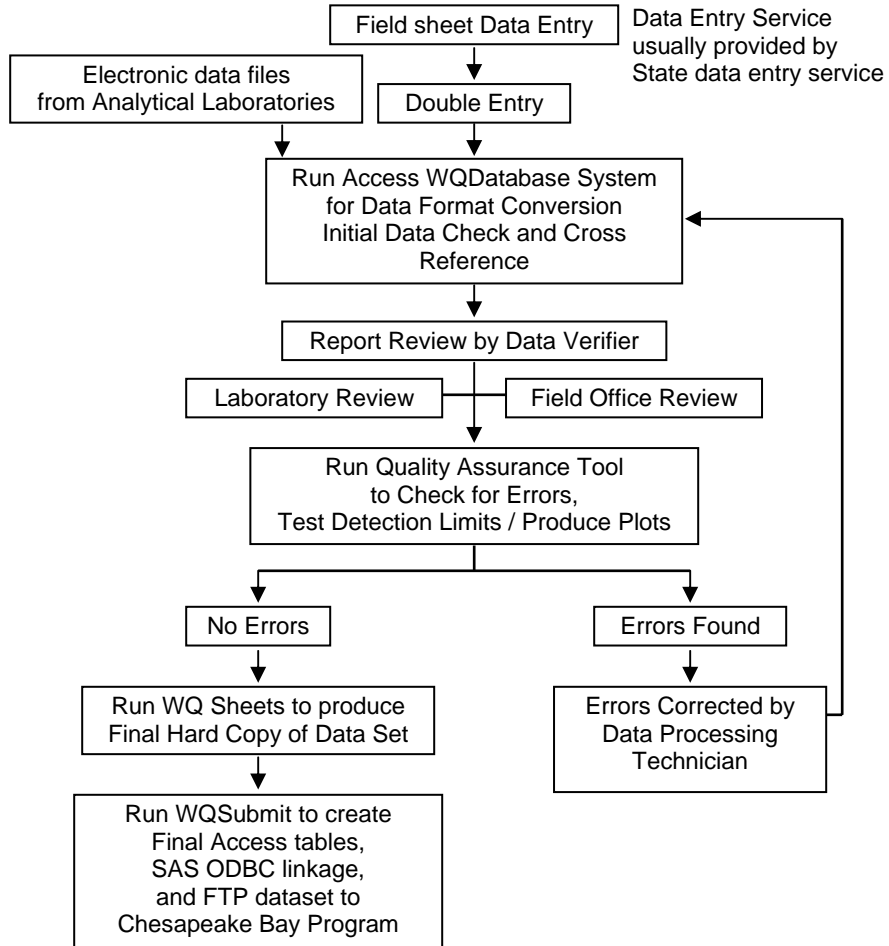 Field sheet Data Entry
Data Entry Service
usually provided by
State data entry service
Electronic data files
from Analytical Laboratories
Double Entry
Run Access WQDatabase System
for Data Format Conversion
Initial Data Check and Cross
Reference
Report Review by Data Verifier
Laboratory Review
Field Office Review
Run Quality Assurance Tool
to Check for Errors,
Test Detection Limits / Produce Plots
No Errors
Errors Found
Run WQ Sheets to produce
Final Hard Copy of Data Set
Errors Corrected by
Data Processing
Technician
Run WQSubmit to create
Final Access tables,
SAS ODBC linkage,
and FTP dataset to
Chesapeake Bay Program